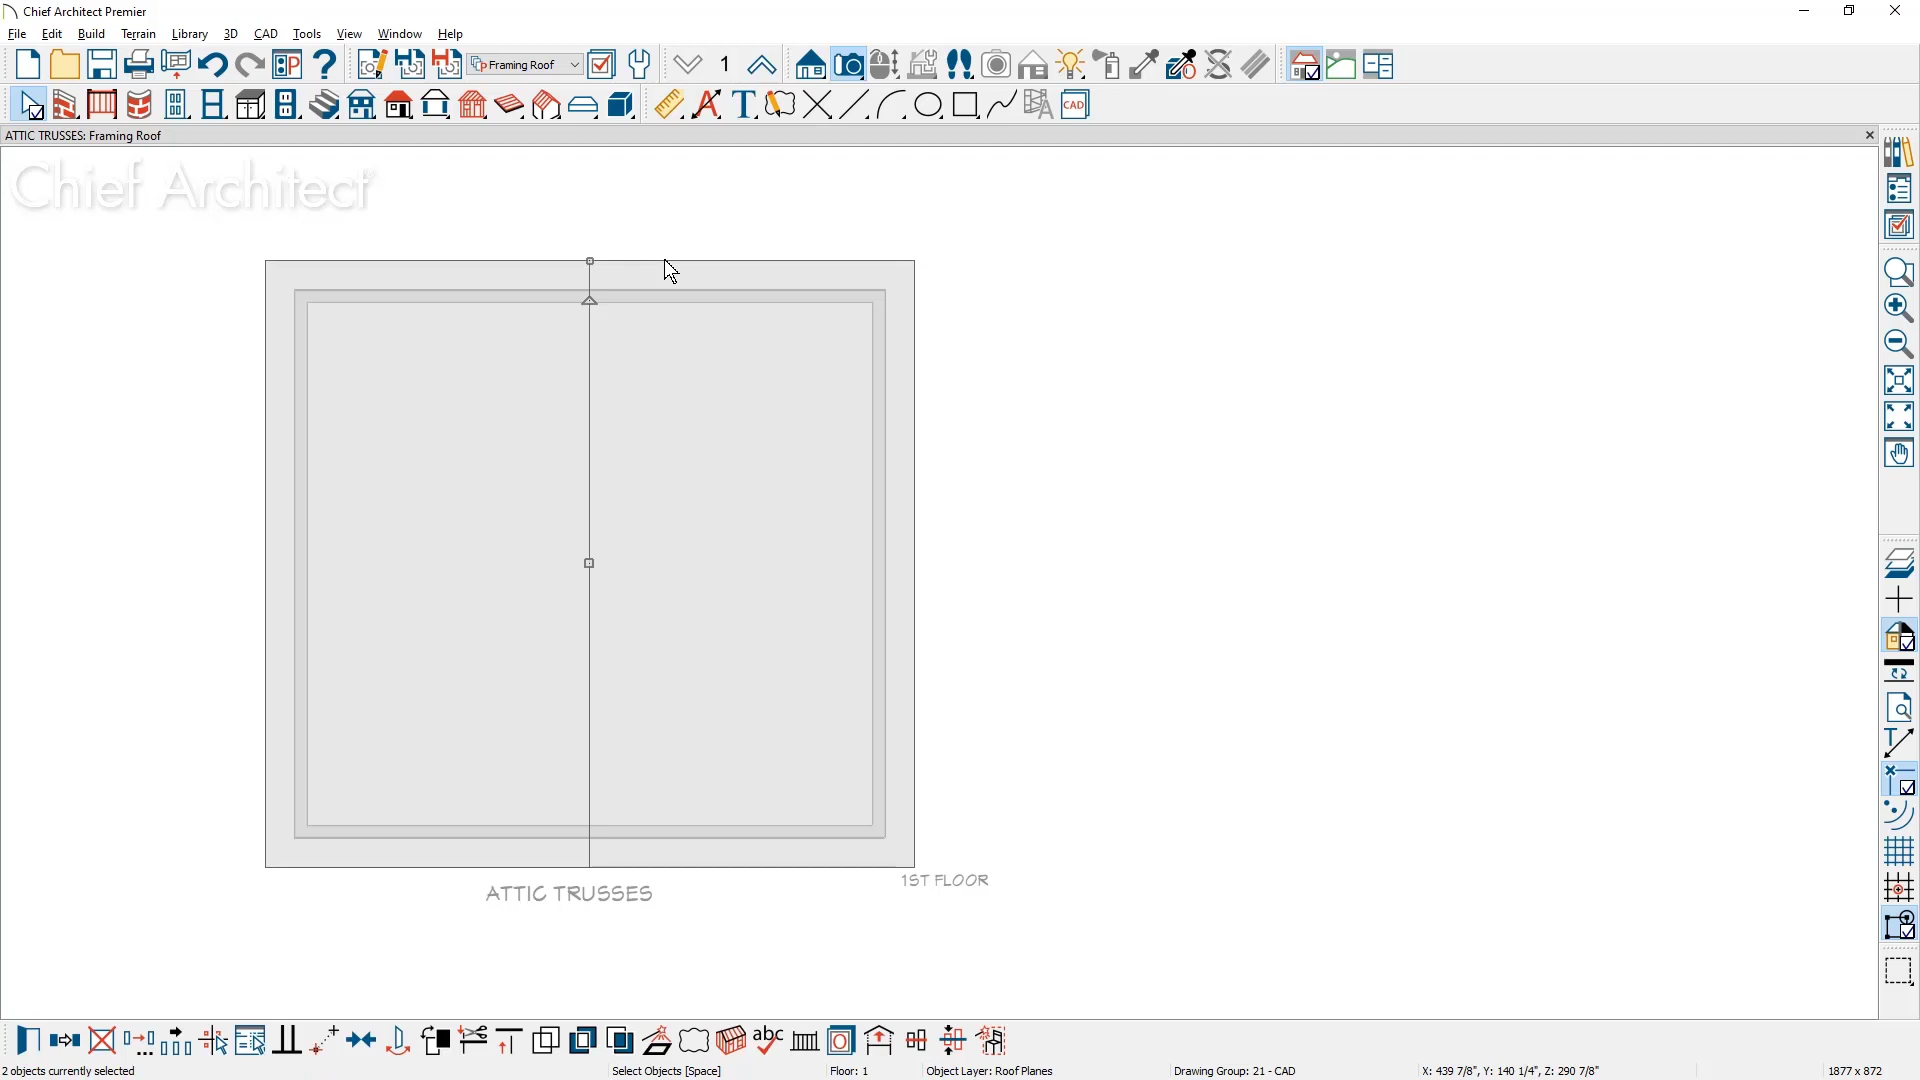 Chief Architect Premier
File Edit Build Terrain Library 3D CAD Tools View Window Help
Framing Roof 1
CAD
ATTIC TRUSSES: Framing Roof
Chief Architect
ATTIC TRUSSES
1ST FLOOR
abc
2 objects currently selected Select Objects [Space] Floor: 1 Object Layer: Roof Planes Drawing Group: 21 - CAD X: 439 7/8", Y: 140 1/4", Z: 290 7/8" 1877 x 872